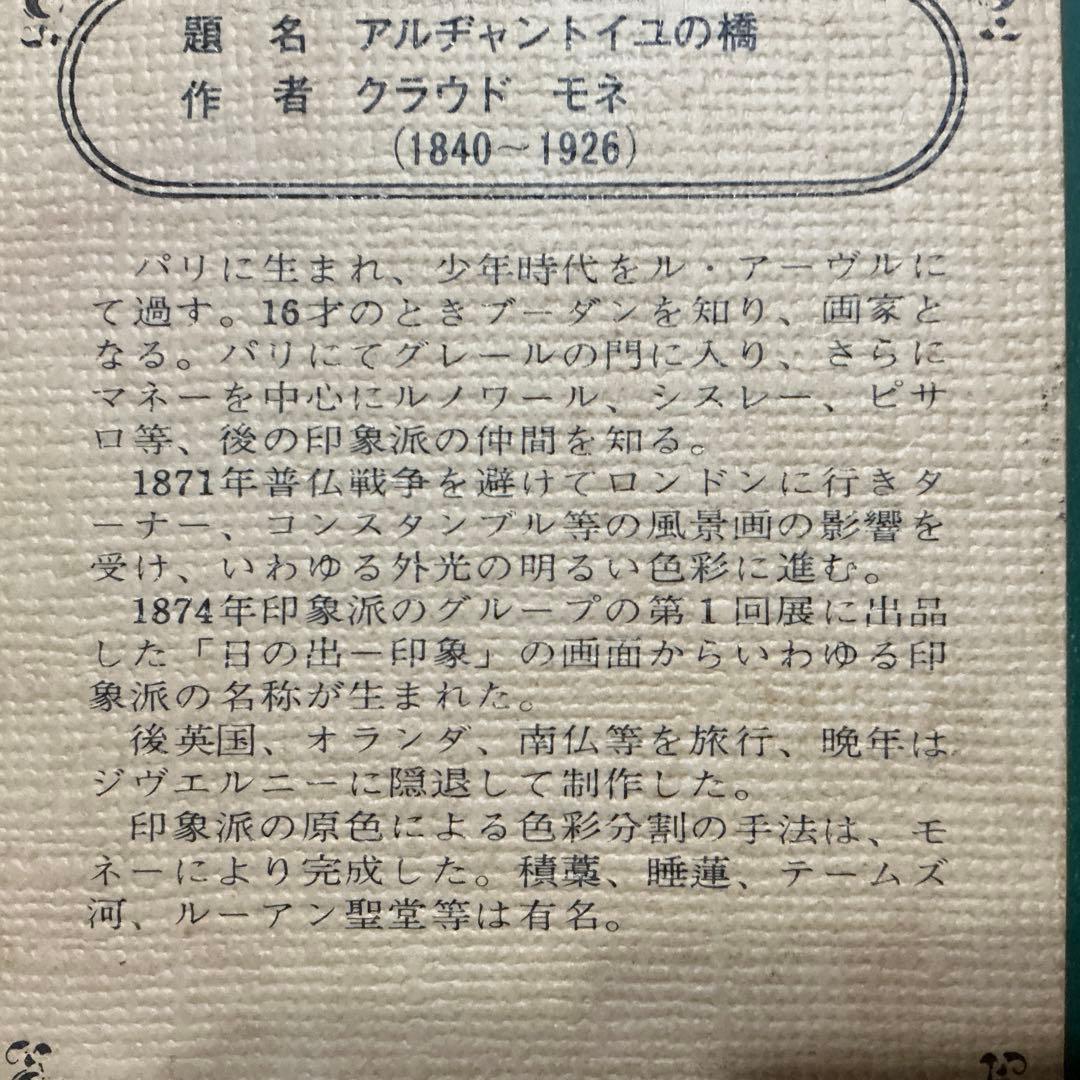 題名 アルヂャントイユの橋
作者 クラウド モネ
(1840～1926)
パリに生まれ、少年時代をル・アーヴルに
て過す。16才のときブーダンを知り、画家と
なる。パリにてグレールの門に入り、さらに
マネーを中心にルノワール、シスレー、ピサ
ロ等、後の印象派の仲間を知る。
1871年普仏戦争を避けてロンドンに行きタ
ーナー、コンスタンブル等の風景画の影響を
受け、いわゆる外光の明るい色彩に進む。
1874年印象派のグループの第1回展に出品
した「日の出―印象」の画面からいわゆる印
象派の名称が生まれた。
後英国、オランダ、南仏等を旅行、晩年は
ジヴエルニーに隠退して制作した。
印象派の原色による色彩分割の手法は、モ
ネーにより完成した。積藁、睡蓮、テームズ
河、ルーアン聖堂等は有名。